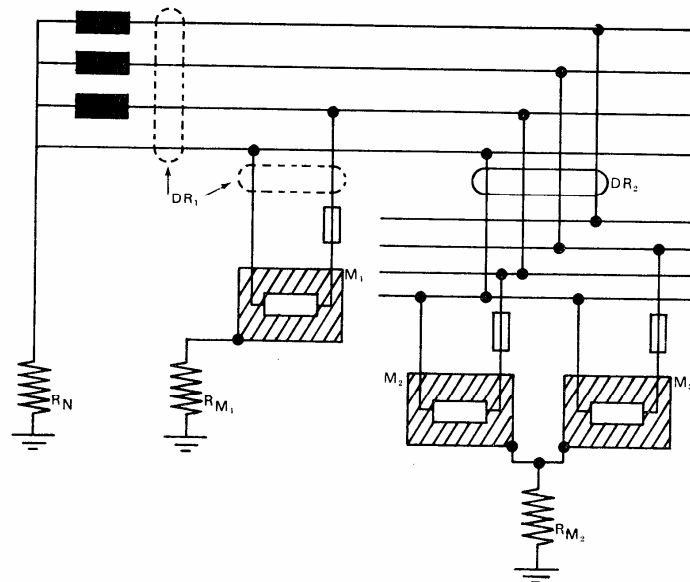 DR₁
DR₂
M₁
M₂
M₃
R_N
R_M₁
R_M₂